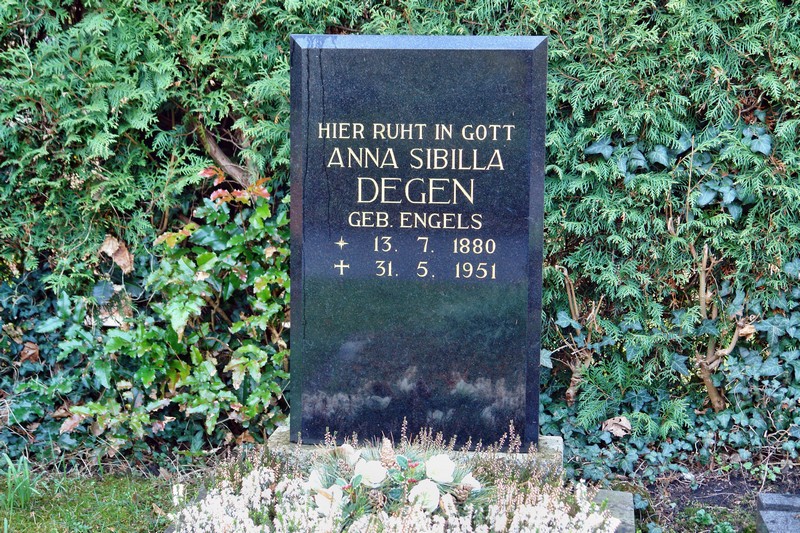 HIER RUHT IN GOTT
ANNA SIBILLA
DEGEN
GEB. ENGELS
✶ 13. 7. 1880
✝ 31. 5. 1951